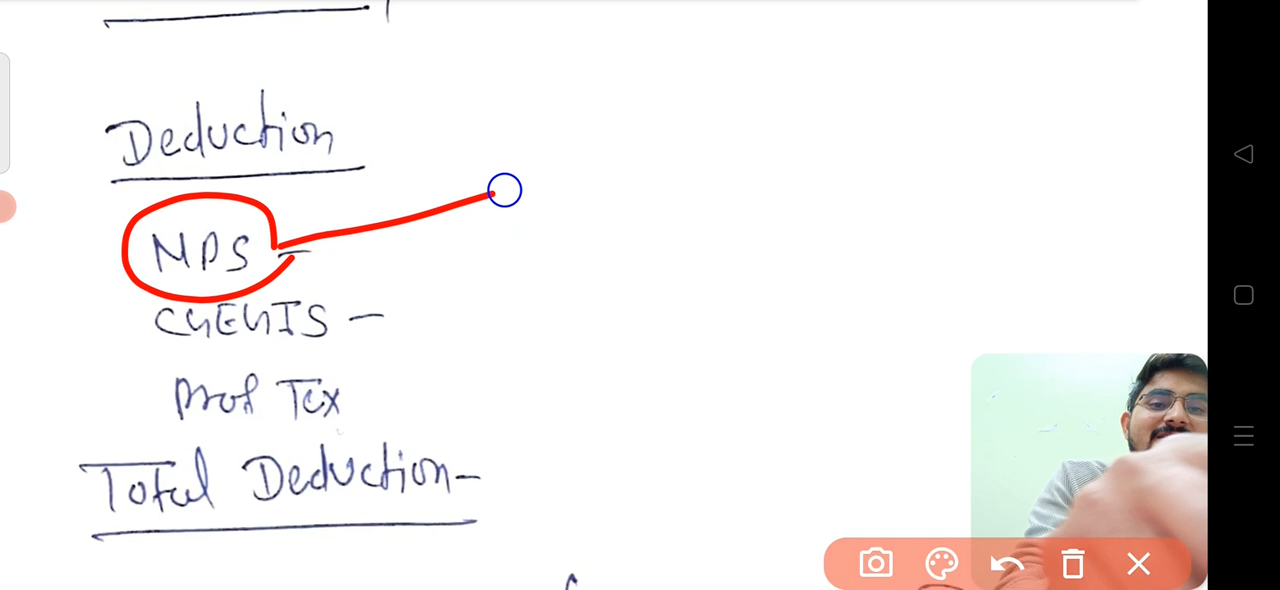 Deduction
NPS =
CGEGIS -
Prof Tax
Total Deduction-